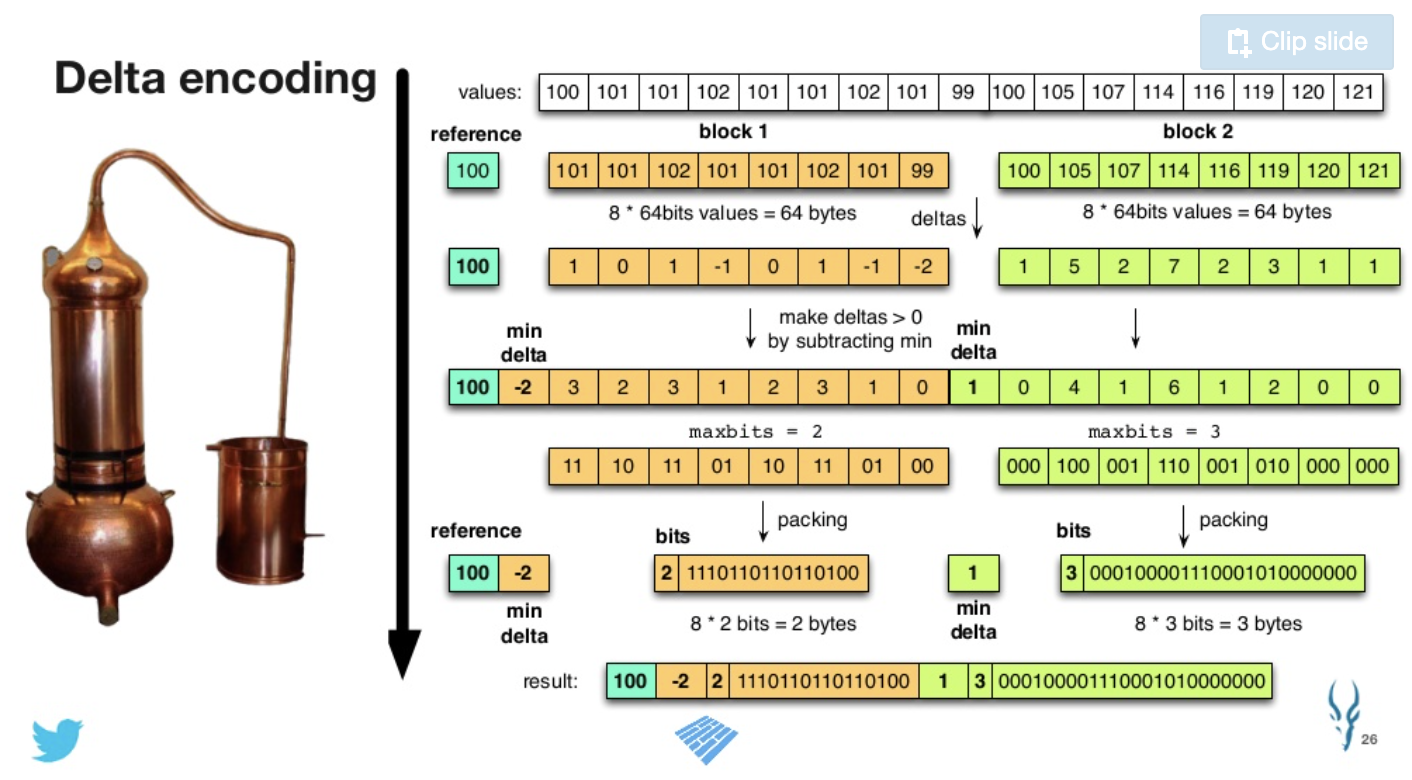 Clip slide
Delta encoding
values: 100 101 101 102 101 101 102 101 99 100 105 107 114 116 119 120 121
reference block 1 block 2
100 101 101 102 101 101 102 101 99 100 105 107 114 116 119 120 121
8 * 64bits values = 64 bytes deltas 8 * 64bits values = 64 bytes
100 1 0 1 -1 0 1 -1 -2 1 5 2 7 2 3 1 1
make deltas > 0
by subtracting min
min
delta
min
delta
100 -2 3 2 3 1 2 3 1 0 1 0 4 1 6 1 2 0 0
maxbits = 2 maxbits = 3
11 10 11 01 10 11 01 00 000 100 001 110 001 010 000 000
packing packing
reference bits bits
100 -2 2 1110110110110100 1 3 000100001110001010000000
min
delta
8 * 2 bits = 2 bytes
min
delta
8 * 3 bits = 3 bytes
result: 100 -2 2 1110110110110100 1 3 000100001110001010000000
26